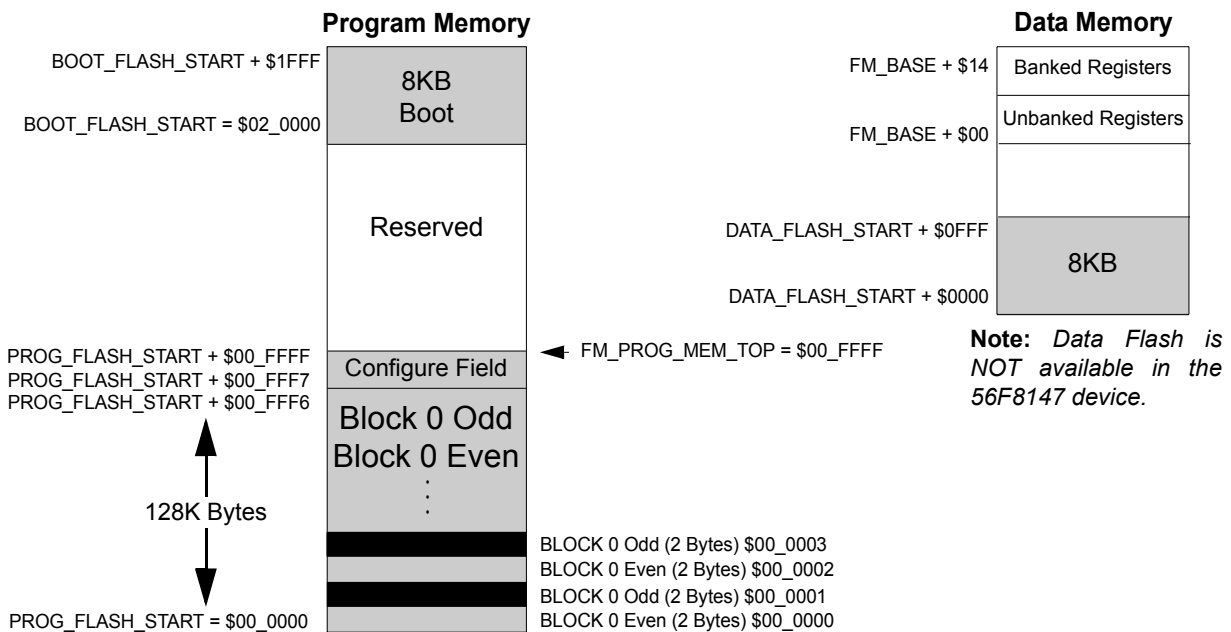 Program Memory
BOOT_FLASH_START + $1FFF
8KB
Boot
BOOT_FLASH_START = $02_0000
Reserved
PROG_FLASH_START + $00_FFFF
FM_PROG_MEM_TOP = $00_FFFF
Configure Field
PROG_FLASH_START + $00_FFF7
PROG_FLASH_START + $00_FFF6
Block 0 Odd
Block 0 Even
128K Bytes
BLOCK 0 Odd (2 Bytes) $00_0003
BLOCK 0 Even (2 Bytes) $00_0002
BLOCK 0 Odd (2 Bytes) $00_0001
BLOCK 0 Even (2 Bytes) $00_0000
PROG_FLASH_START = $00_0000
Data Memory
FM_BASE + $14
Banked Registers
Unbanked Registers
FM_BASE + $00
DATA_FLASH_START + $0FFF
8KB
DATA_FLASH_START + $0000
Note: Data Flash is
NOT available in the
56F8147 device.